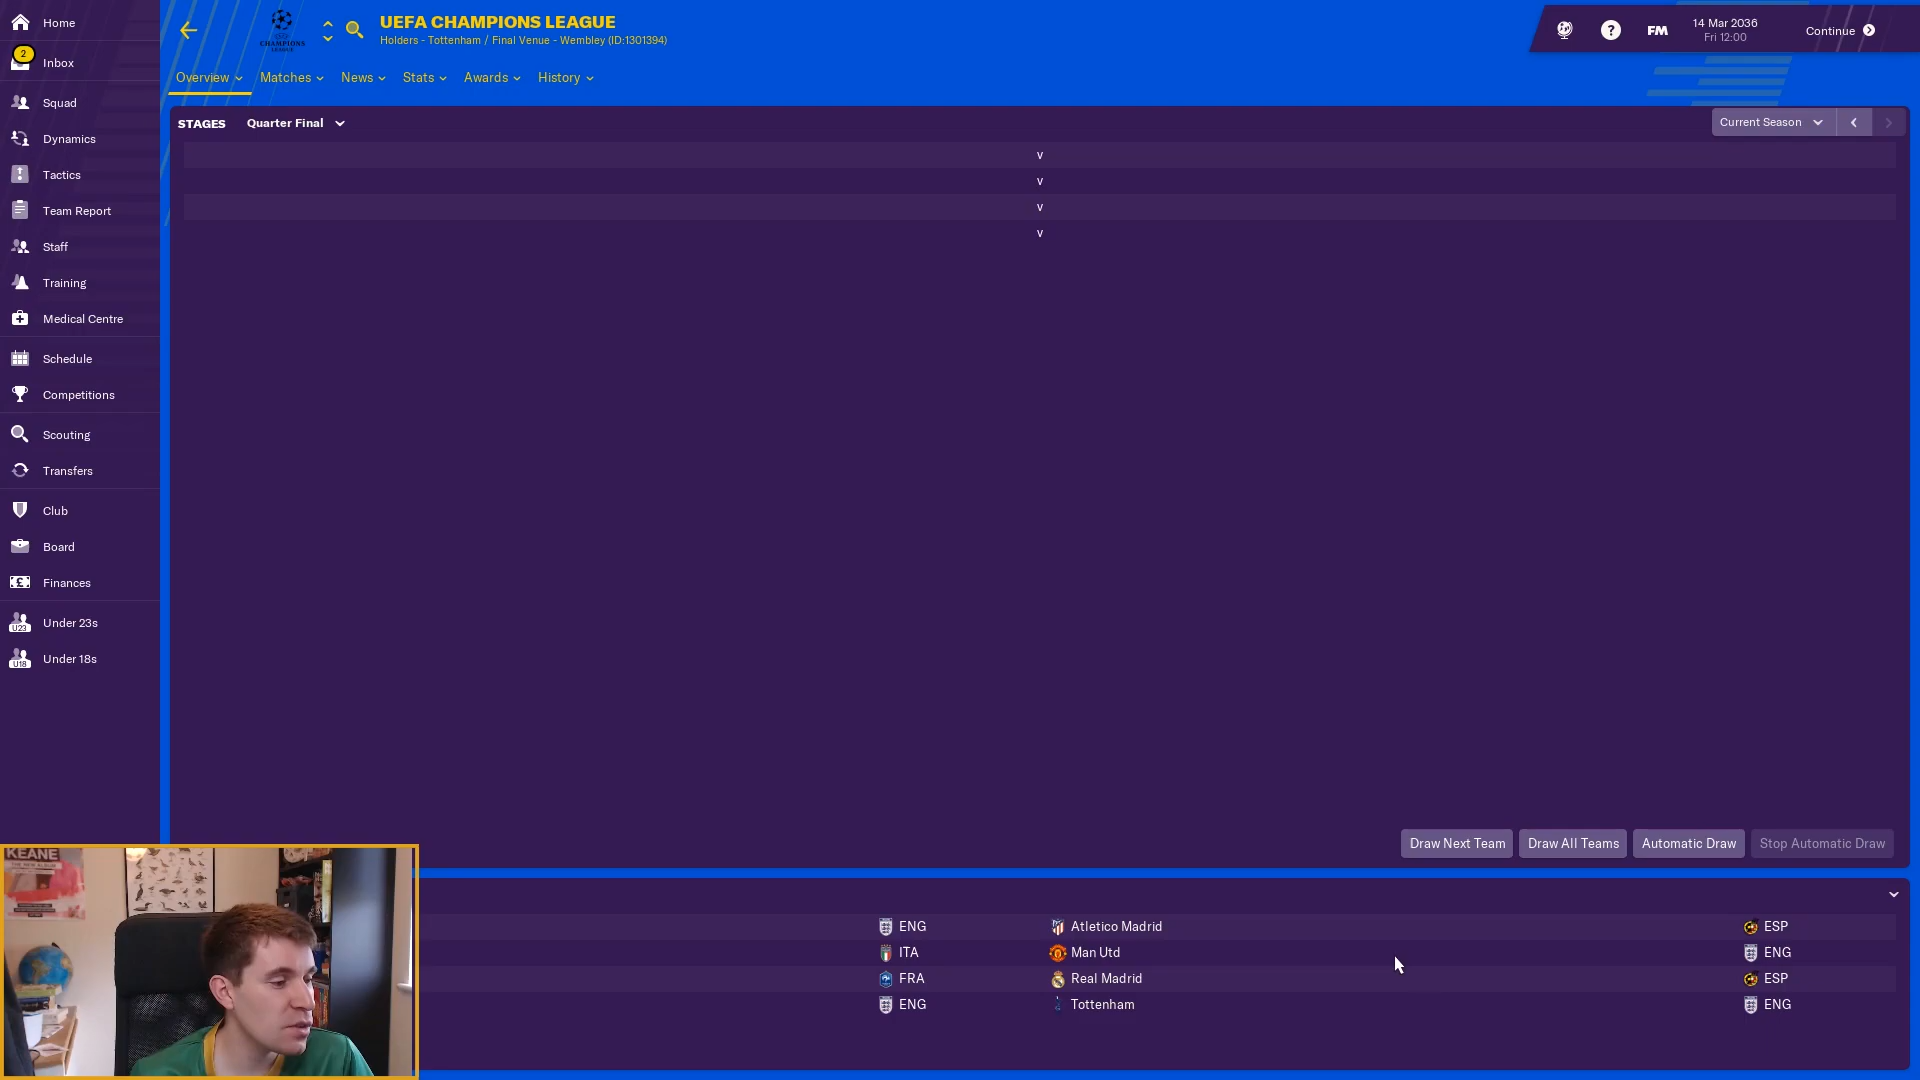 Home
2
Inbox
Squad
Dynamics
Tactics
Team Report
Staff
Training
Medical Centre
Schedule
Competitions
Scouting
Transfers
Club
Board
Finances
U23
Under 23s
U18
Under 18s
CHAMPIONS
LEAGUE
UEFA CHAMPIONS LEAGUE
Holders - Tottenham / Final Venue - Wembley (ID:1301394)
?
FM
14 Mar 2036
Fri 12:00
Continue
Overview
Matches
News
Stats
Awards
History
STAGES
Quarter Final
Current Season
v
v
v
v
Draw Next Team
Draw All Teams
Automatic Draw
Stop Automatic Draw
ENG
Atletico Madrid
ESP
ITA
Man Utd
ENG
FRA
Real Madrid
ESP
ENG
Tottenham
ENG
KEANE